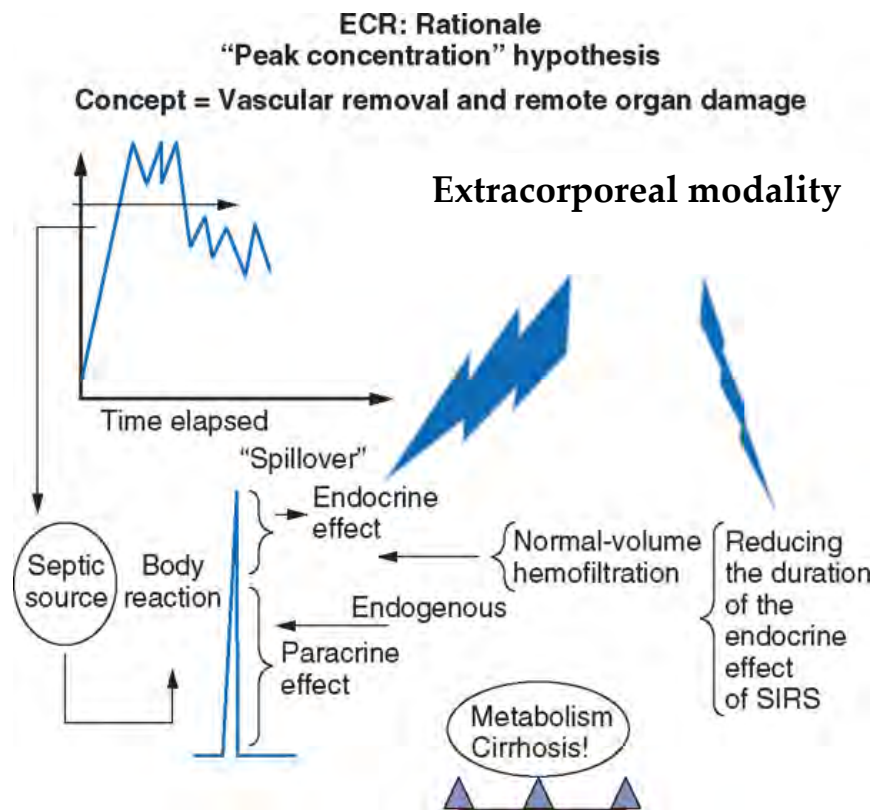 ECR: Rationale
“Peak concentration” hypothesis
Concept = Vascular removal and remote organ damage
Extracorporeal modality
Time elapsed
“Spillover”
Endocrine
effect
Septic
source
Body
reaction
Normal-volume
hemofiltration
Reducing
the duration
of the
endocrine
effect
of SIRS
Endogenous
Paracrine
effect
Metabolism
Cirrhosis!